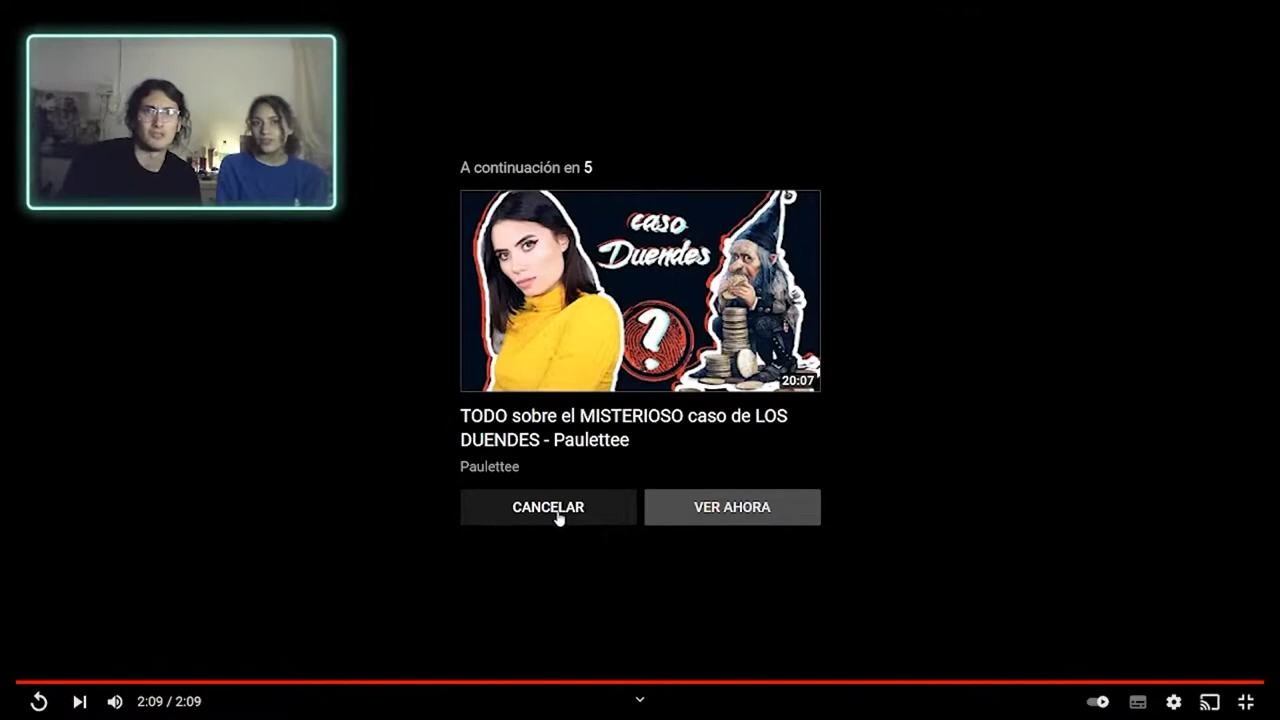 A continuación en 5
caso
Duendes
?
20:07
TODO sobre el MISTERIOSO caso de LOS
DUENDES - Paulettee
Paulettee
CANCELAR
VER AHORA
2:09 / 2:09